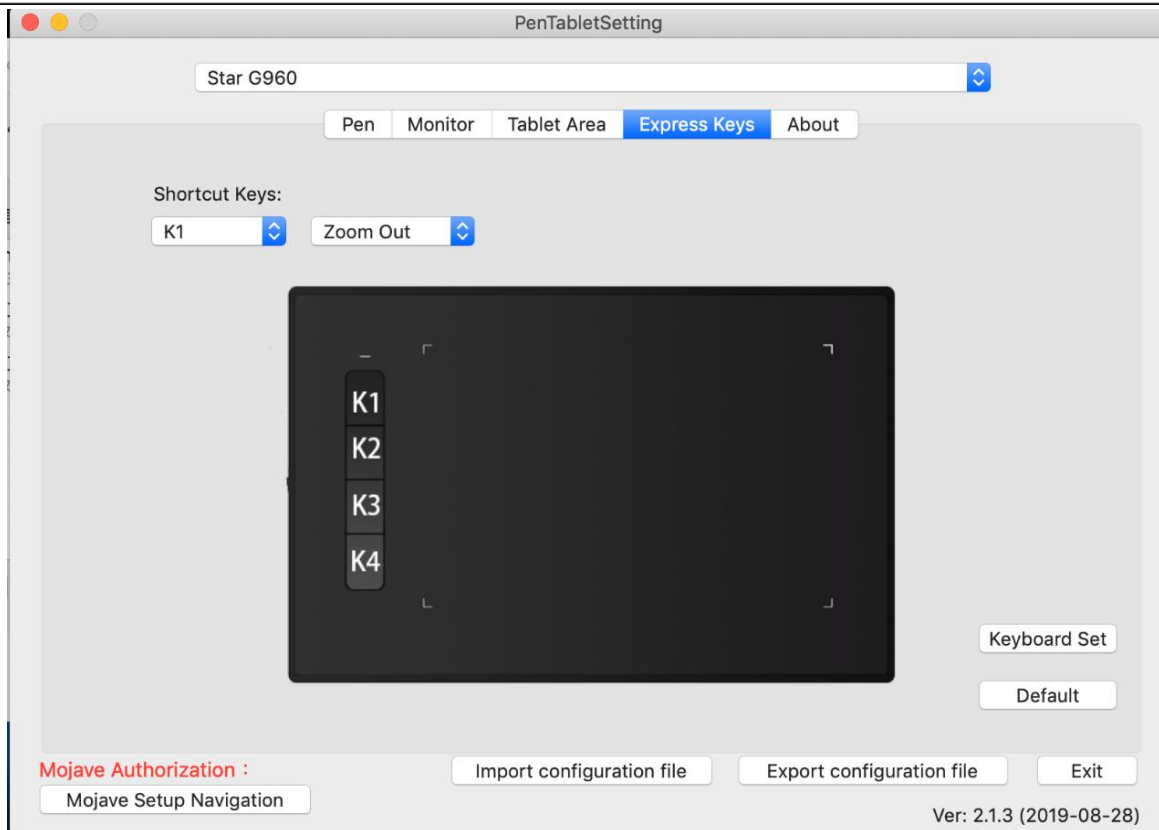 PenTabletSetting
Star G960
Pen Monitor Tablet Area Express Keys About
Shortcut Keys:
K1 Zoom Out
K1
K2
K3
K4
Keyboard Set
Default
Mojave Authorization：
Import configuration file Export configuration file Exit
Mojave Setup Navigation
Ver: 2.1.3 (2019-08-28)